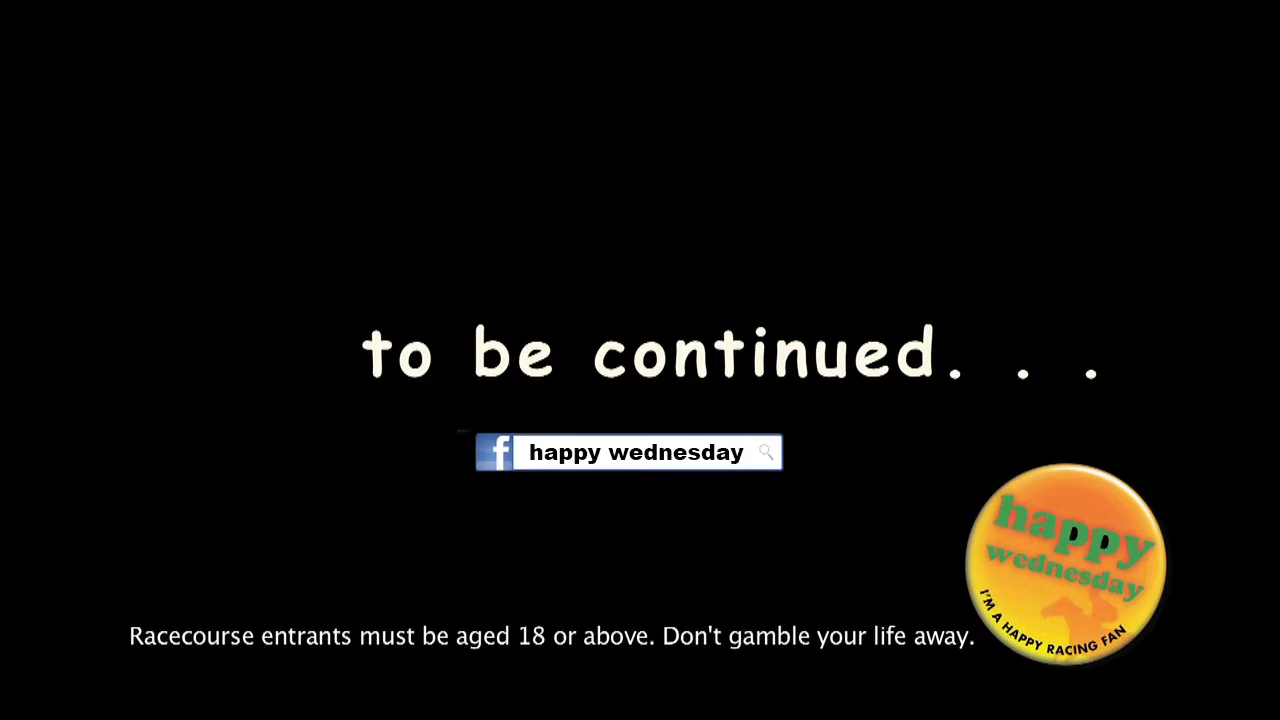 to be continued. . .
f happy wednesday
happy
wednesday
I'M A HAPPY RACING FAN
Racecourse entrants must be aged 18 or above. Don't gamble your life away.